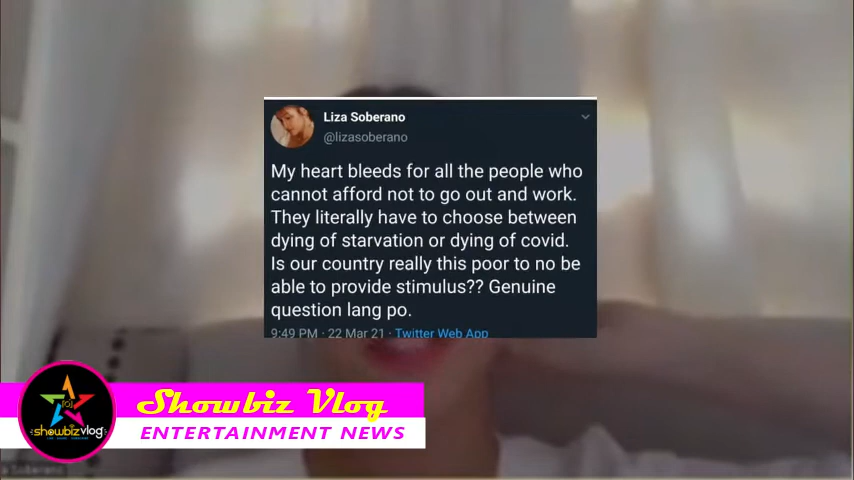 Liza Soberano
@lizasoberano
My heart bleeds for all the people who
cannot afford not to go out and work.
They literally have to choose between
dying of starvation or dying of covid.
Is our country really this poor to no be
able to provide stimulus?? Genuine
question lang po.
9:49 PM · 22 Mar 21 · Twitter Web App
Showbiz Vlog
ENTERTAINMENT NEWS
showbizvlog
a Soberano